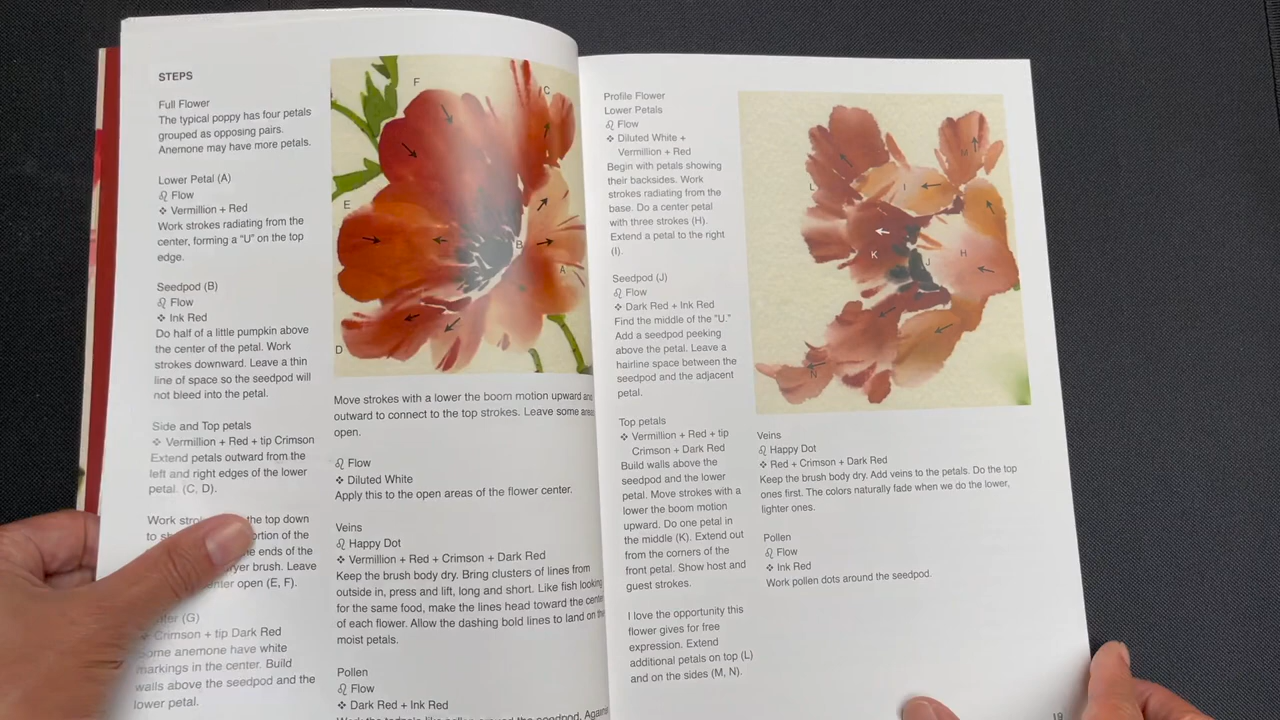 STEPS
Full Flower
The typical poppy has four petals
grouped as opposing pairs.
Anemone may have more petals.
Lower Petal (A)
Flow
❖ Vermillion + Red
Work strokes radiating from the
center, forming a “U” on the top
edge.
Seedpod (B)
Flow
❖ Ink Red
Do half of a little pumpkin above
the center of the petal. Work
strokes downward. Leave a thin
line of space so the seedpod will
not bleed into the petal.
Side and Top petals
❖ Vermillion + Red + tip Crimson
Extend petals outward from the
left and right edges of the lower
petal. (C, D).
Work the top down
to of the
ends of the
brush. Leave
open (E, F).
(G)
❖ Crimson + tip Dark Red
Some anemone have white
markings in the center. Build
walls above the seedpod and the
lower petal.
F
C
E
B
A
D
Move strokes with a lower the boom motion upward and
outward to connect to the top strokes. Leave some areas
open.
Flow
❖ Diluted White
Apply this to the open areas of the flower center.
Veins
Happy Dot
❖ Vermillion + Red + Crimson + Dark Red
Keep the brush body dry. Bring clusters of lines from
outside in, press and lift, long and short. Like fish looking
for the same food, make the lines head toward the center
of each flower. Allow the dashing bold lines to land on the
moist petals.
Pollen
Flow
❖ Dark Red + Ink Red
Work the pollen around the seedpod. Again
Profile Flower
Lower Petals
Flow
❖ Diluted White +
Vermillion + Red
Begin with petals showing
their backsides. Work
strokes radiating from the
base. Do a center petal
with three strokes (H).
Extend a petal to the right
(I).
Seedpod (J)
Flow
❖ Dark Red + Ink Red
Find the middle of the "U."
Add a seedpod peeking
above the petal. Leave a
hairline space between the
seedpod and the adjacent
petal.
Top petals
❖ Vermillion + Red + tip
Crimson + Dark Red
Build walls above the
seedpod and the lower
petal. Move strokes with a
lower the boom motion
upward. Do one petal in
the middle (K). Extend out
from the corners of the
front petal. Show host and
guest strokes.
I love the opportunity this
flower gives for free
expression. Extend
additional petals on top (L)
and on the sides (M, N).
M
L
I
K
J
H
N
Veins
Happy Dot
❖ Red + Crimson + Dark Red
Keep the brush body dry. Add veins to the petals. Do the top
ones first. The colors naturally fade when we do the lower,
lighter ones.
Pollen
Flow
❖ Ink Red
Work pollen dots around the seedpod.
19